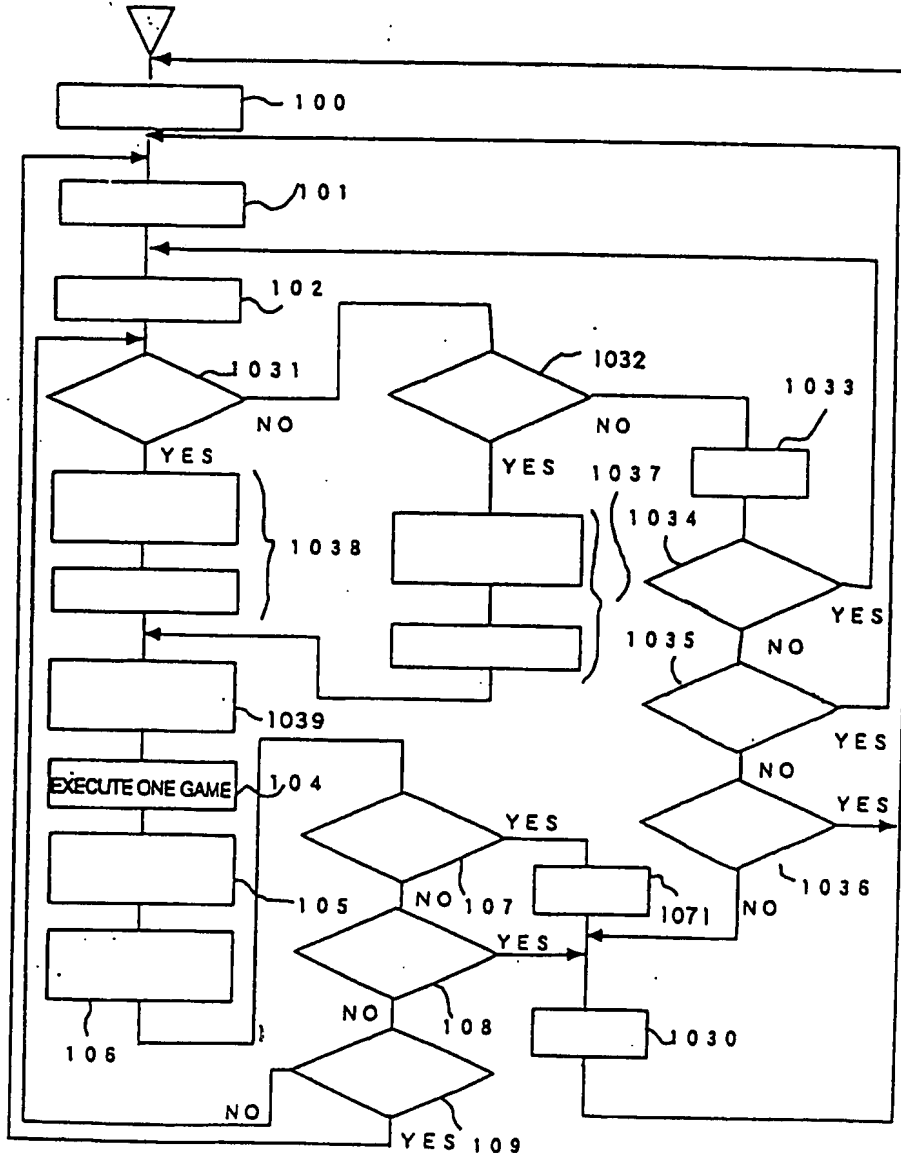 100
101
102
1031
NO
1032
NO
1033
YES
YES
1037
1038
1034
YES
NO
1035
YES
NO
1039
EXECUTE ONE GAME
104
YES
YES
1036
NO
105
NO
107
1071
YES
106
NO
108
1030
NO
YES
109